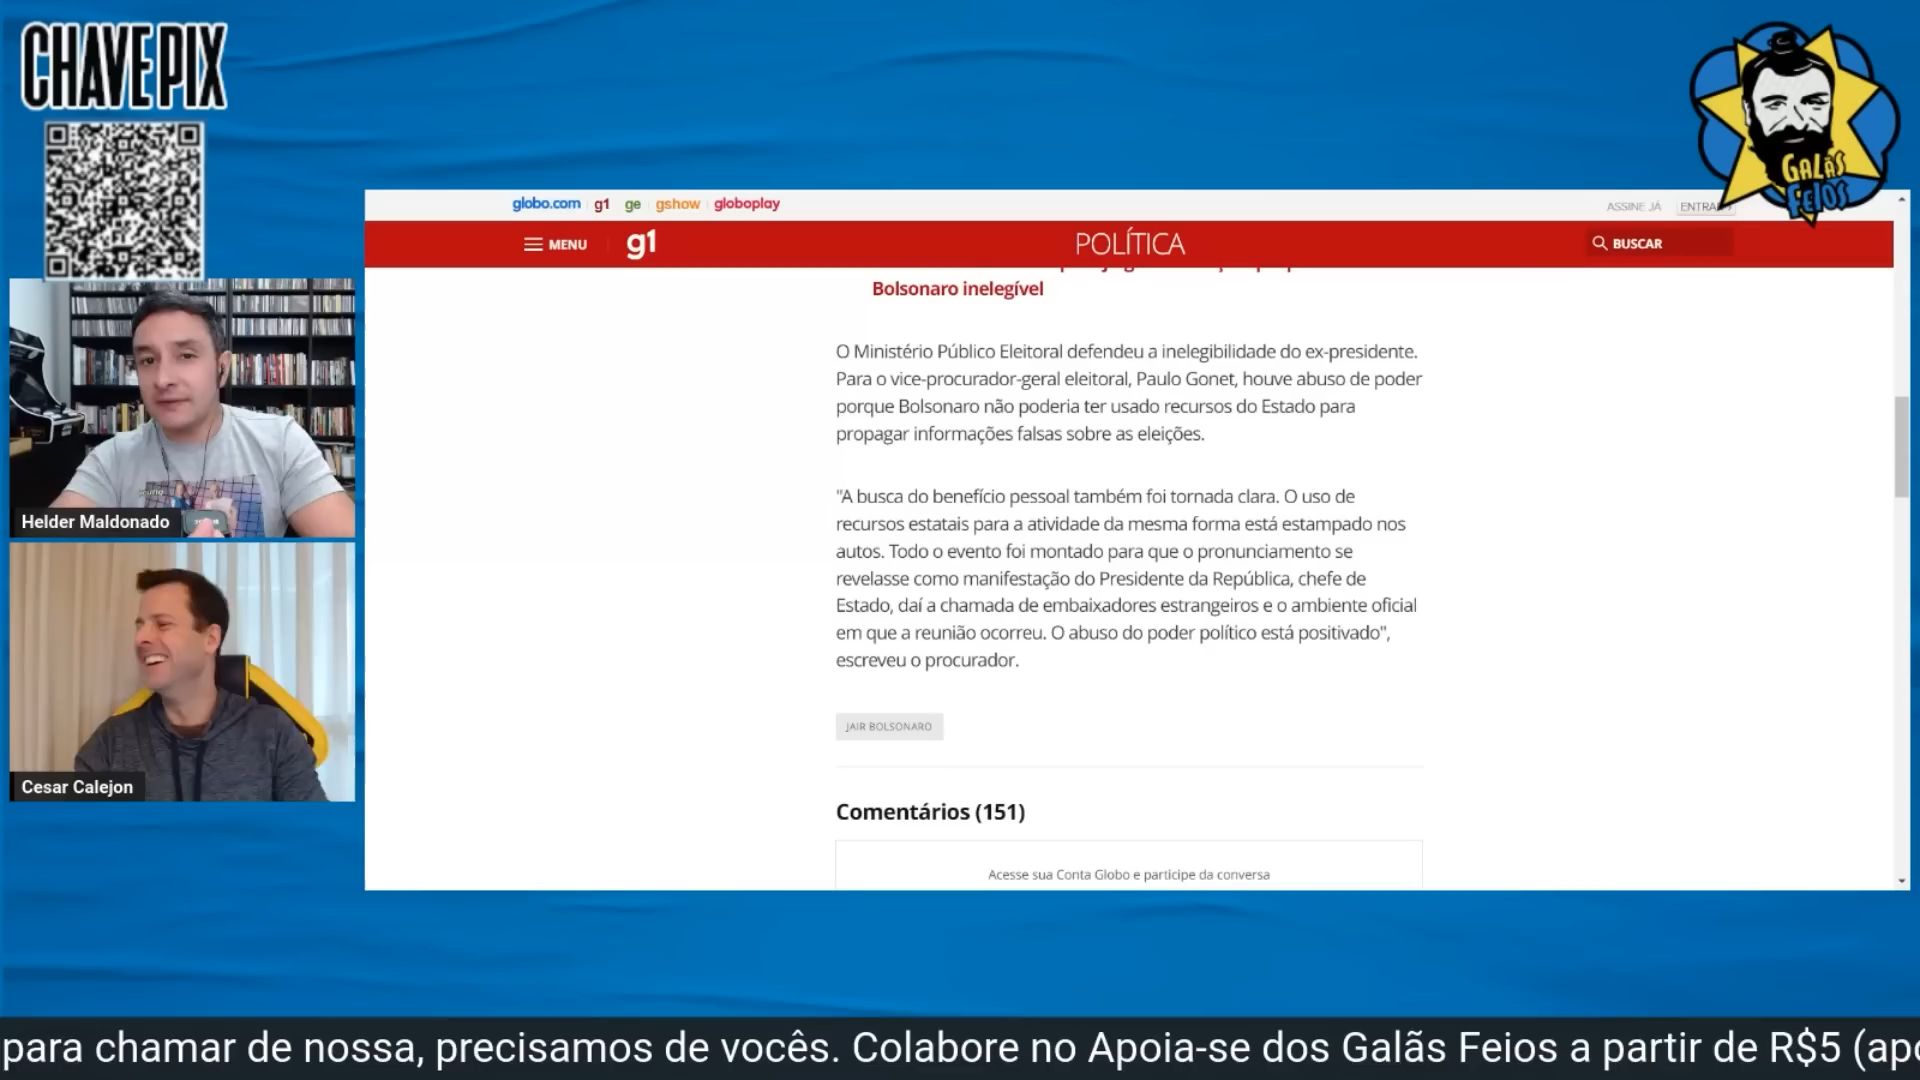 CHAVE PIX
GALÃS
FEIOS
globo.com g1 ge gshow globoplay
ASSINE JÁ
MENU
g1
POLÍTICA
BUSCAR
Bolsonaro inelegível
O Ministério Público Eleitoral defendeu a inelegibilidade do ex-presidente.
Para o vice-procurador-geral eleitoral, Paulo Gonet, houve abuso de poder
porque Bolsonaro não poderia ter usado recursos do Estado para
propagar informações falsas sobre as eleições.
"A busca do benefício pessoal também foi tornada clara. O uso de
recursos estatais para a atividade da mesma forma está estampado nos
autos. Todo o evento foi montado para que o pronunciamento se
revelasse como manifestação do Presidente da República, chefe de
Estado, daí a chamada de embaixadores estrangeiros e o ambiente oficial
em que a reunião ocorreu. O abuso do poder político está positivado",
escreveu o procurador.
JAIR BOLSONARO
Comentários (151)
Acesse sua Conta Globo e participe da conversa
Helder Maldonado
Cesar Calejon
para chamar de nossa, precisamos de vocês. Colabore no Apoia-se dos Galãs Feios a partir de R$5 (apo